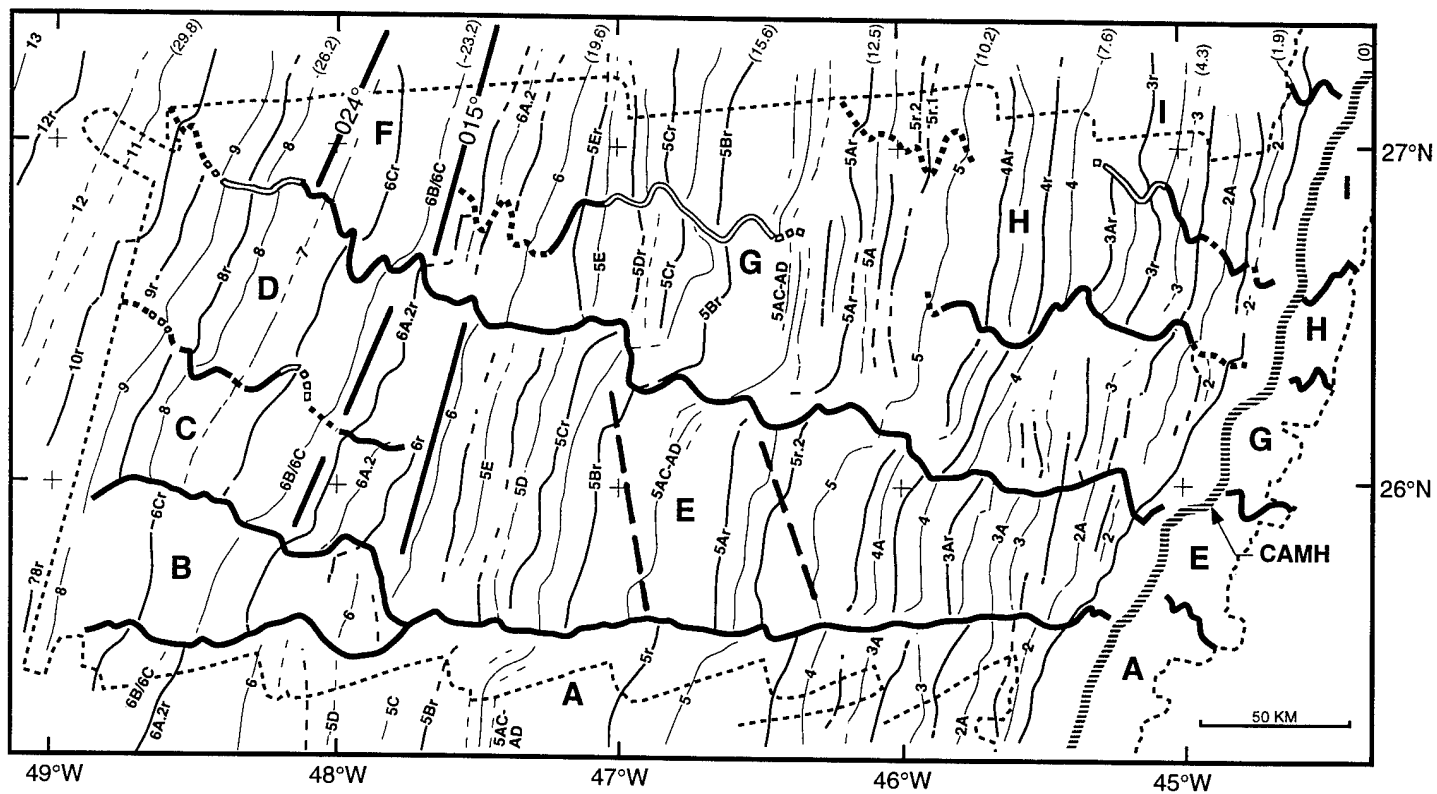 13
(29.8)
(26.2)
(~23.2)
(19.6)
(15.6)
(12.5)
(10.2)
(7.6)
(4.3)
(1.9)
(0)
12r
11
9
8
024°
F
6Cr
6B/6C
015°
6A.2
6
5Er
5Cr
5Br
5Ar
5r.2
5r.1
5
4Ar
4r
4
3r
I
3
2A
2
27°N
12
10r
9r
8r
8
7
D
5E
5Dr
5Cr
5Br
G
5AC-AD
5Ar
5A
H
3Ar
3r
3
2
I
9
8
C
6A.2r
6
5
4
3
2
H
6B/6C
6A.2
6r
5E
5D
5Cr
5Br
5AC-AD
E
5r.2
5
G
26°N
?8r
8
6Cr
B
6
5Ar
4A
4
3Ar
3A
3
2A
2
E
CAMH
6B/6C
6A.2r
6
5D
5C
5Br
5AC-
AD
A
5r
5
4
3A
3
2A
2
A
50 KM
49°W
48°W
47°W
46°W
45°W